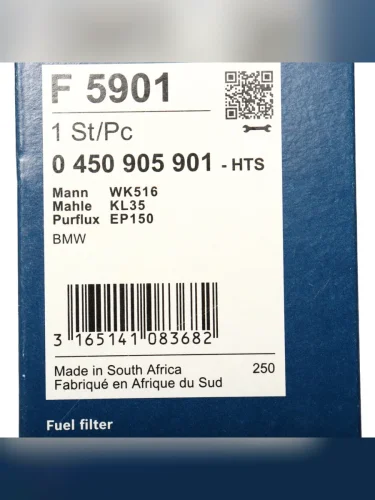 F 5901
1 St/Pc
0 450 905 901 - HTS
Mann WK516
Mahle KL35
Purflux EP150
BMW
3 165141 083682
Made in South Africa 250
Fabriqué en Afrique du Sud
Fuel filter